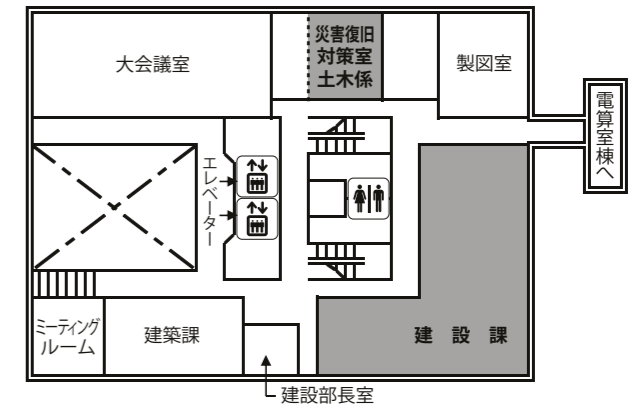 大会議室
災害復旧
対策室
土木係
製図室
電算室棟へ
エレベーター
ミーティング
ルーム
建築課
建設課
建設部長室